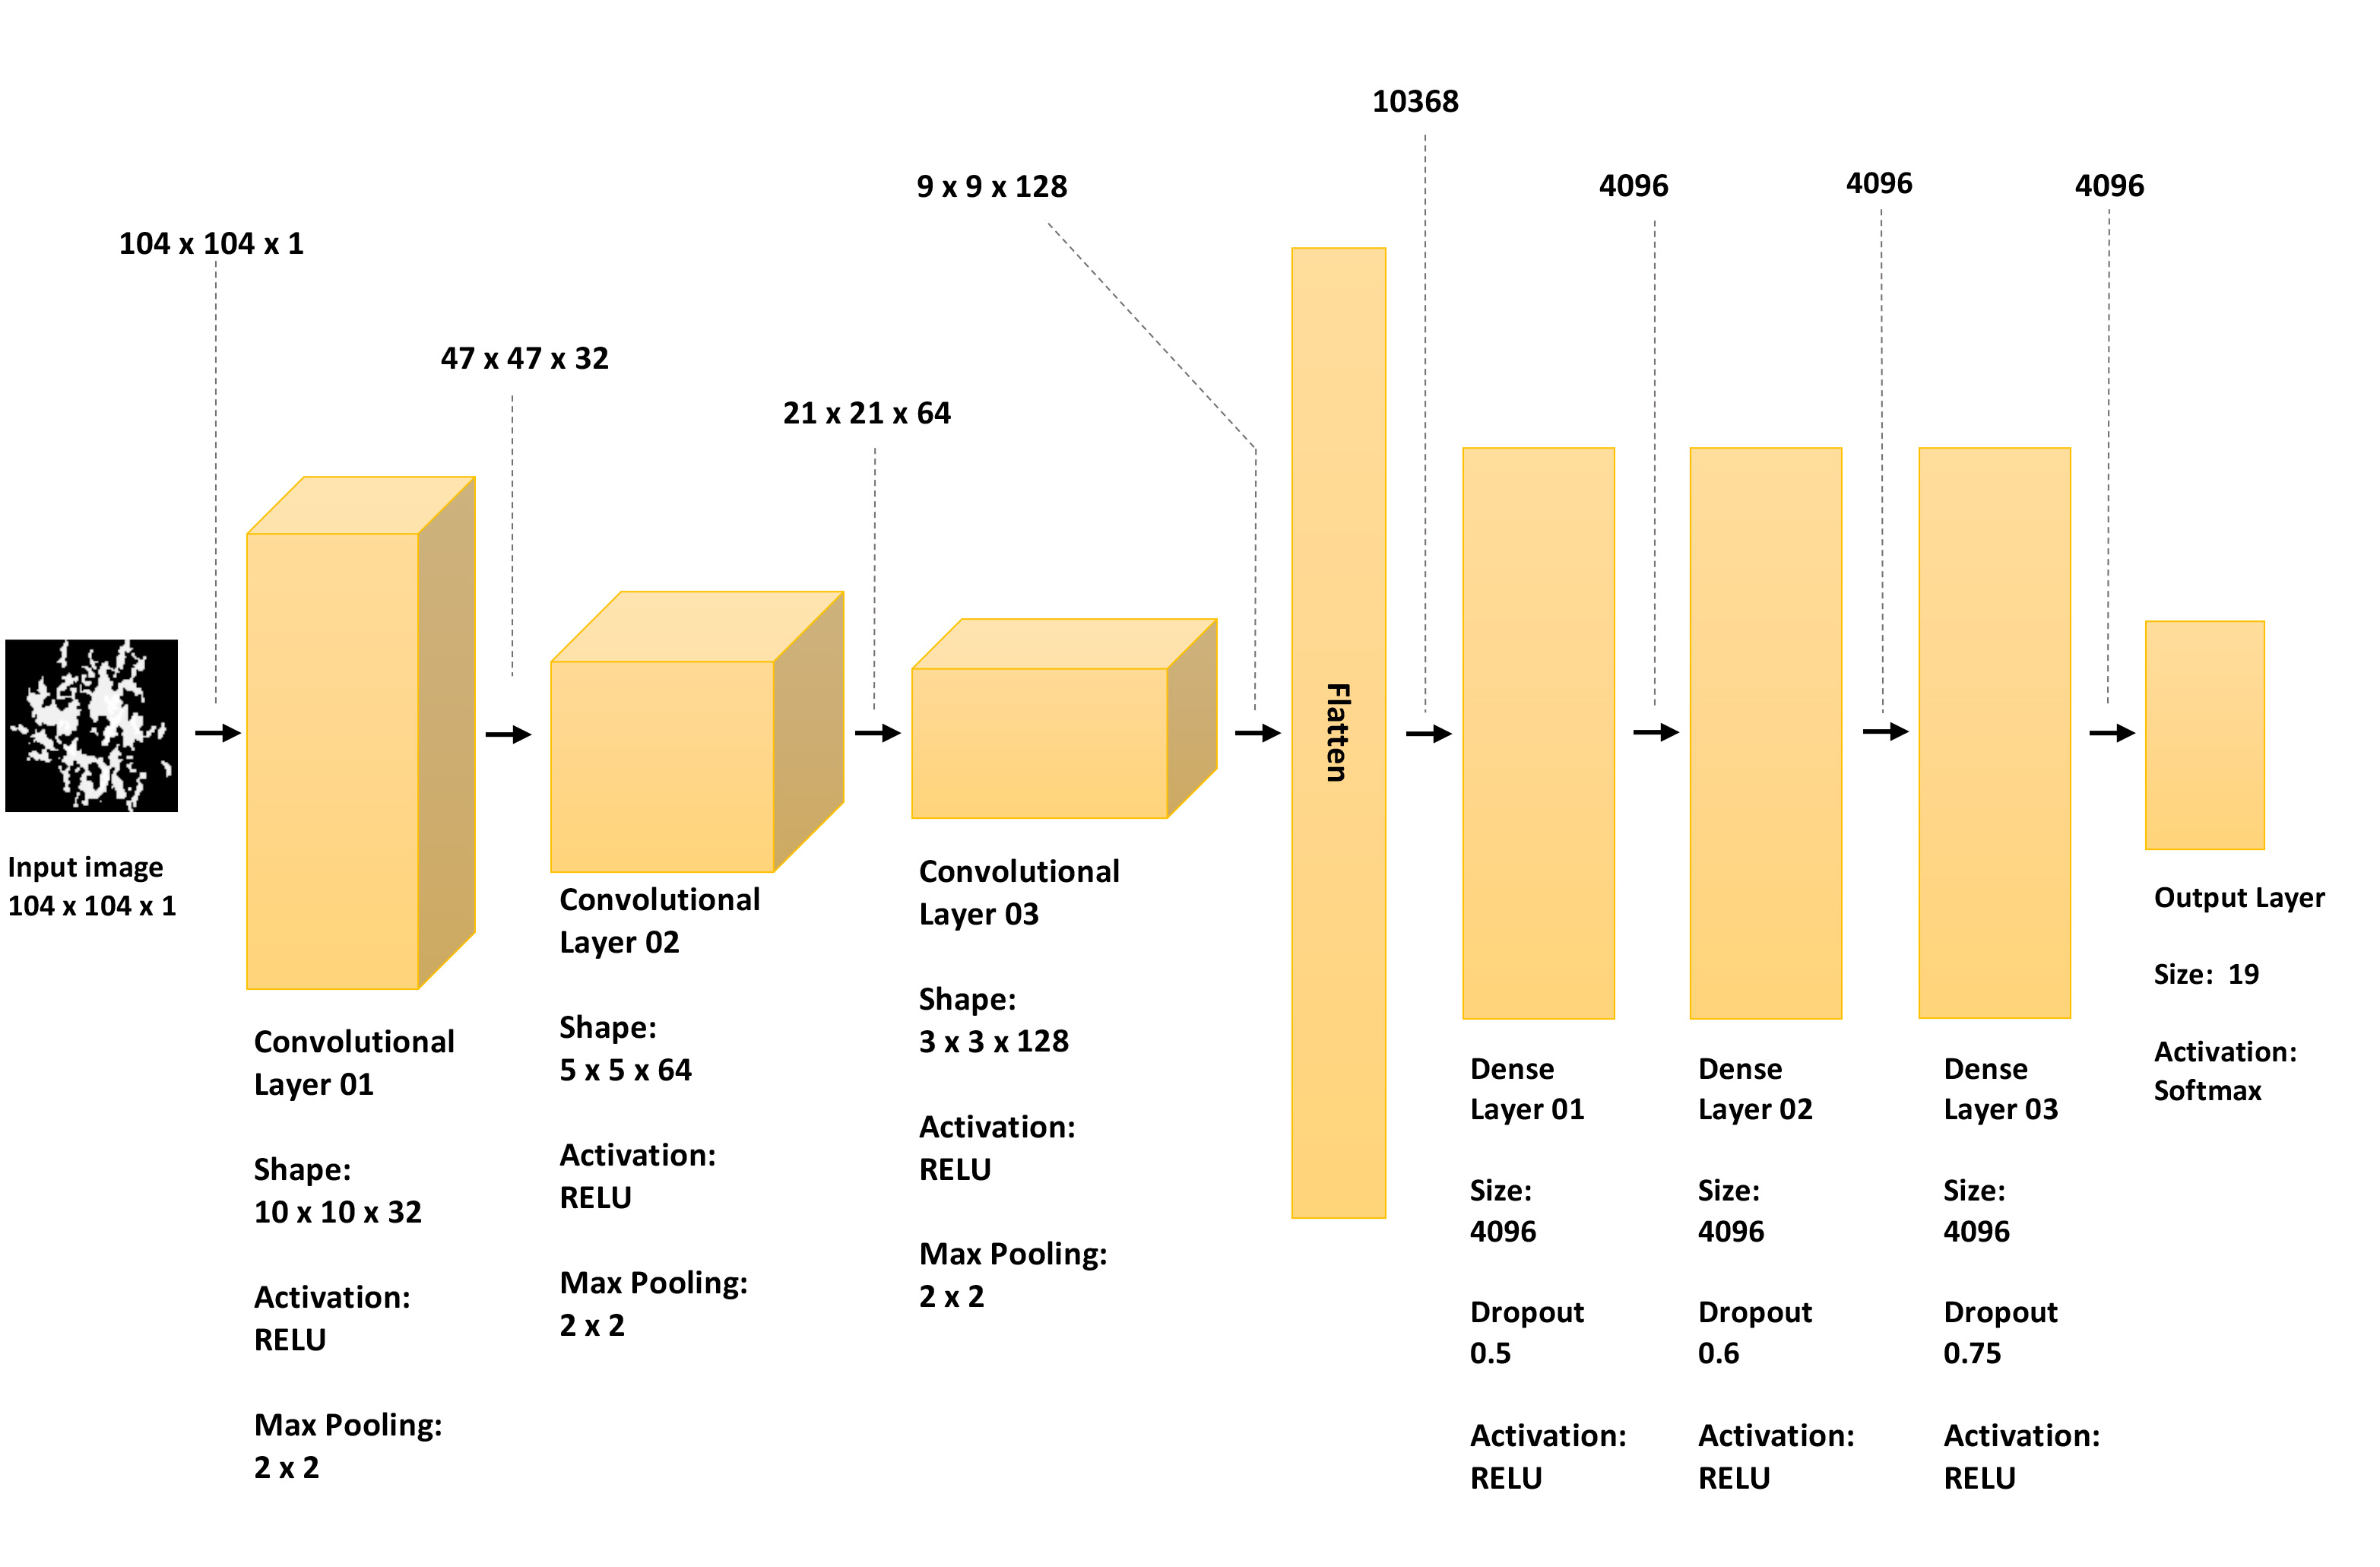 10368
9 x 9 x 128
4096
4096
4096
104 x 104 x 1
47 x 47 x 32
21 x 21 x 64
Flatten
Input image
104 x 104 x 1
Convolutional
Layer 01
Shape:
10 x 10 x 32
Activation:
RELU
Max Pooling:
2 x 2
Convolutional
Layer 02
Shape:
5 x 5 x 64
Activation:
RELU
Max Pooling:
2 x 2
Convolutional
Layer 03
Shape:
3 x 3 x 128
Activation:
RELU
Max Pooling:
2 x 2
Dense
Layer 01
Size:
4096
Dropout
0.5
Activation:
RELU
Dense
Layer 02
Size:
4096
Dropout
0.6
Activation:
RELU
Dense
Layer 03
Size:
4096
Dropout
0.75
Activation:
RELU
Output Layer
Size:  19
Activation:
Softmax